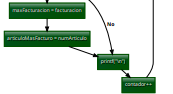 maxFacturacion = facturacion
No
articuloMasFacturo = numArticulo
printf("\n")
contador++